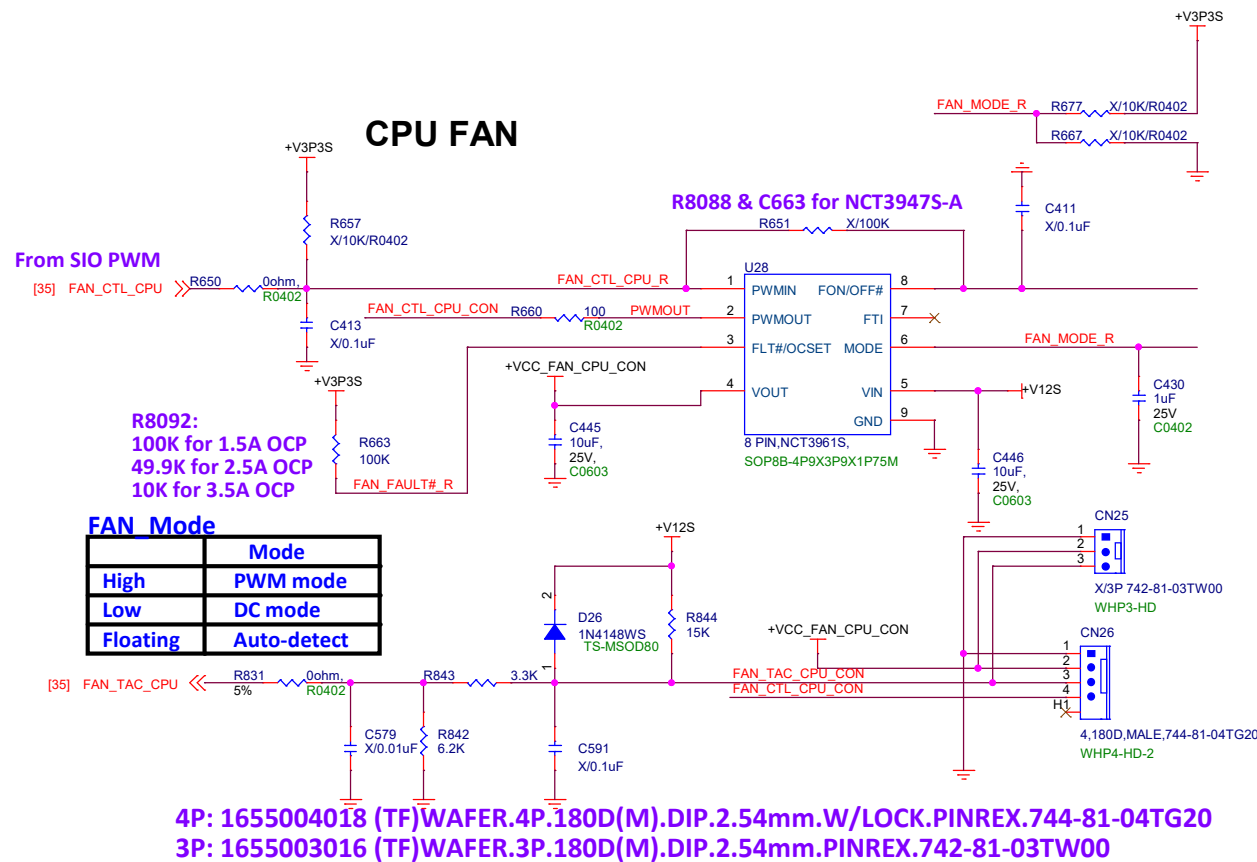 +V3P3S
FAN_MODE_R
R677
X/10K/R0402
R667
X/10K/R0402
CPU FAN
+V3P3S
R657
X/10K/R0402
R8088 & C663 for NCT3947S-A
R651
X/100K
C411
X/0.1uF
From SIO PWM
[35] FAN_CTL_CPU
R650
0ohm,
R0402
FAN_CTL_CPU_R
U28
1
PWMIN
FON/OFF#
8
FAN_CTL_CPU_CON
R660
100
R0402
PWMOUT
2
PWMOUT
FTI
7
C413
X/0.1uF
3
FLT#/OCSET
MODE
6
FAN_MODE_R
+VCC_FAN_CPU_CON
4
VOUT
VIN
5
+V12S
GND
9
8 PIN,NCT3961S,
SOP8B-4P9X3P9X1P75M
C430
1uF
25V
C0402
+V3P3S
R663
100K
FAN_FAULT#_R
C445
10uF,
25V,
C0603
C446
10uF,
25V,
C0603
R8092:
100K for 1.5A OCP
49.9K for 2.5A OCP
10K for 3.5A OCP
FAN_Mode
Mode
High PWM mode
Low DC mode
Floating Auto-detect
+V12S
2
D26
1N4148WS
TS-MSOD80
1
R844
15K
CN25
1
2
3
X/3P 742-81-03TW00
WHP3-HD
+VCC_FAN_CPU_CON
CN26
1
2
3
4
H1
4,180D,MALE,744-81-04TG20
WHP4-HD-2
FAN_TAC_CPU_CON
FAN_CTL_CPU_CON
[35] FAN_TAC_CPU
R831
5%
0ohm,
R0402
R843
3.3K
C579
X/0.01uF
R842
6.2K
C591
X/0.1uF
4P: 1655004018 (TF)WAFER.4P.180D(M).DIP.2.54mm.W/LOCK.PINREX.744-81-04TG20
3P: 1655003016 (TF)WAFER.3P.180D(M).DIP.2.54mm.PINREX.742-81-03TW00